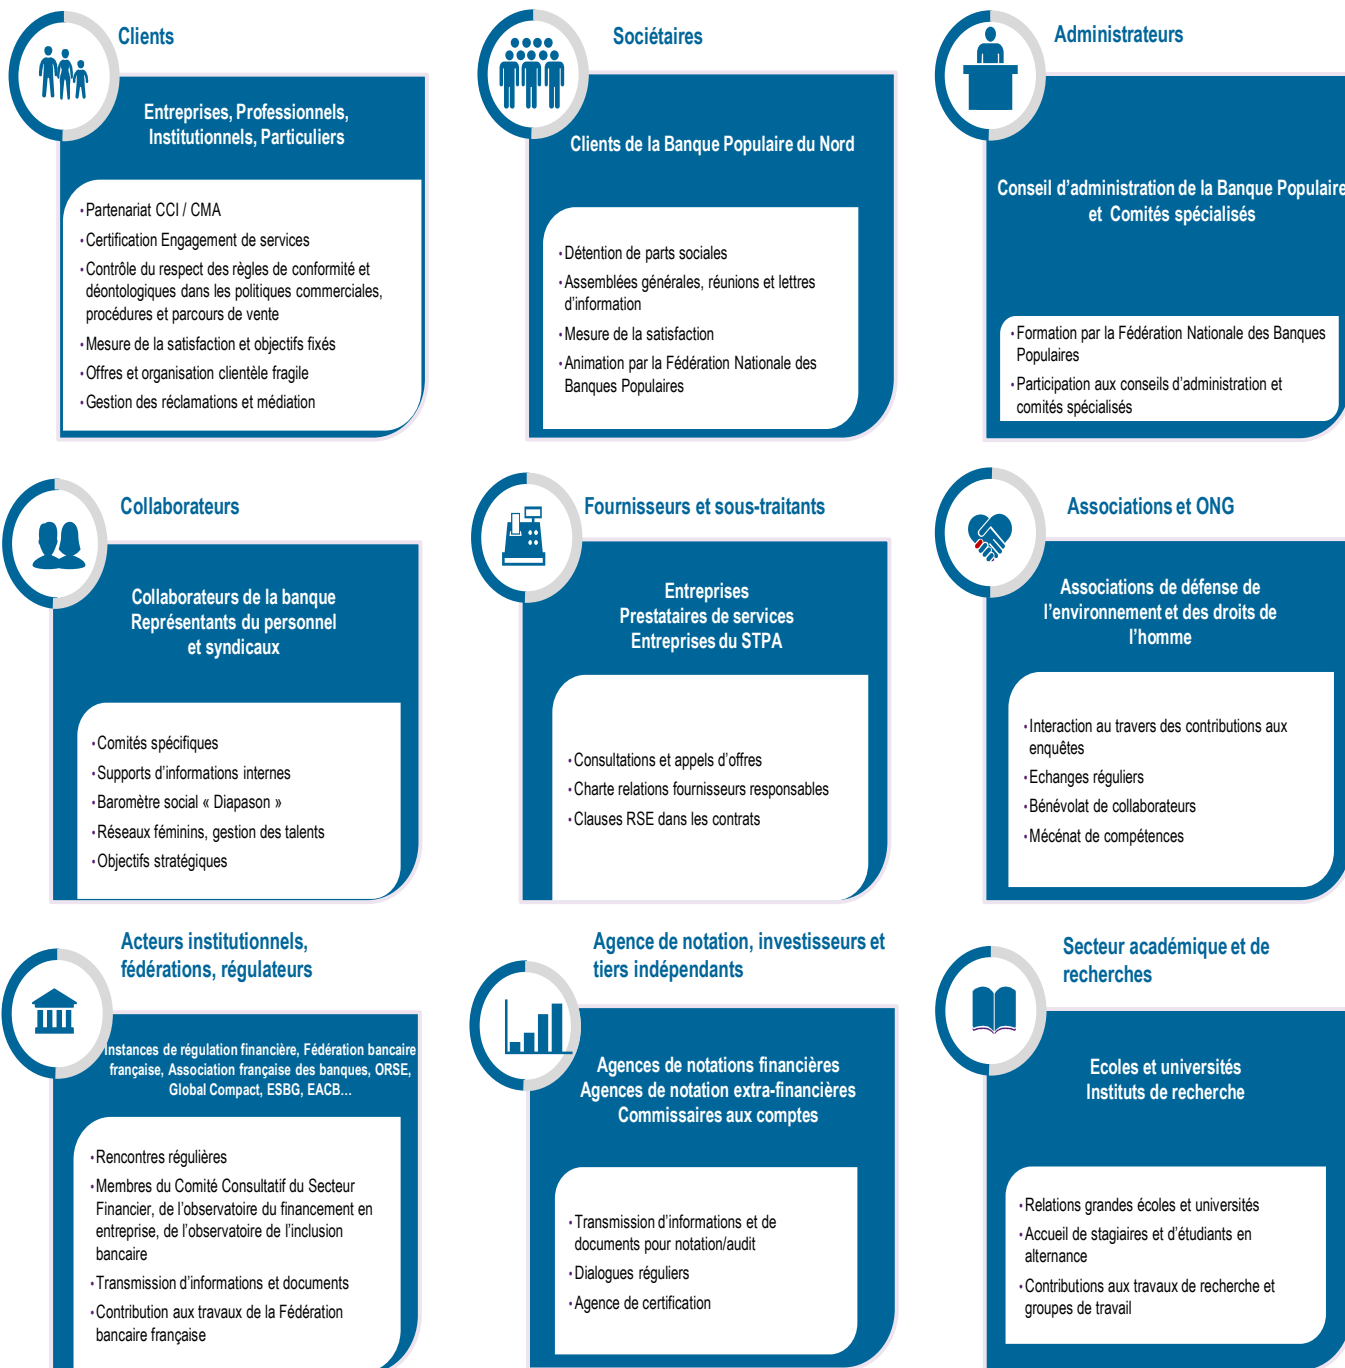 Clients
Entreprises, Professionnels,
Institutionnels, Particuliers
•Partenariat CCI / CMA
•Certification Engagement de services
•Contrôle du respect des règles de conformité et
déontologiques dans les politiques commerciales,
procédures et parcours de vente
•Mesure de la satisfaction et objectifs fixés
•Offres et organisation clientèle fragile
•Gestion des réclamations et médiation
Sociétaires
Clients de la Banque Populaire du Nord
•Détention de parts sociales
•Assemblées générales, réunions et lettres
d’information
•Mesure de la satisfaction
•Animation par la Fédération Nationale des
Banques Populaires
Administrateurs
Conseil d’administration de la Banque Populaire
et Comités spécialisés
•Formation par la Fédération Nationale des Banques
Populaires
•Participation aux conseils d’administration et
comités spécialisés
Collaborateurs
Collaborateurs de la banque
Représentants du personnel
et syndicaux
•Comités spécifiques
•Supports d’informations internes
•Baromètre social « Diapason »
•Réseaux féminins, gestion des talents
•Objectifs stratégiques
Fournisseurs et sous-traitants
Entreprises
Prestataires de services
Entreprises du STPA
•Consultations et appels d’offres
•Charte relations fournisseurs responsables
•Clauses RSE dans les contrats
Associations et ONG
Associations de défense de
l’environnement et des droits de
l’homme
•Interaction au travers des contributions aux
enquêtes
•Echanges réguliers
•Bénévolat de collaborateurs
•Mécénat de compétences
Acteurs institutionnels,
fédérations, régulateurs
Instances de régulation financière, Fédération bancaire
française, Association française des banques, ORSE,
Global Compact, ESBG, EACB…
•Rencontres régulières
•Membres du Comité Consultatif du Secteur
Financier, de l’observatoire du financement en
entreprise, de l’observatoire de l’inclusion
bancaire
•Transmission d’informations et documents
•Contribution aux travaux de la Fédération
bancaire française
Agence de notation, investisseurs et
tiers indépendants
Agences de notations financières
Agences de notation extra-financières
Commissaires aux comptes
•Transmission d’informations et de
documents pour notation/audit
•Dialogues réguliers
•Agence de certification
Secteur académique et de
recherches
Ecoles et universités
Instituts de recherche
•Relations grandes écoles et universités
•Accueil de stagiaires et d’étudiants en
alternance
•Contributions aux travaux de recherche et
groupes de travail